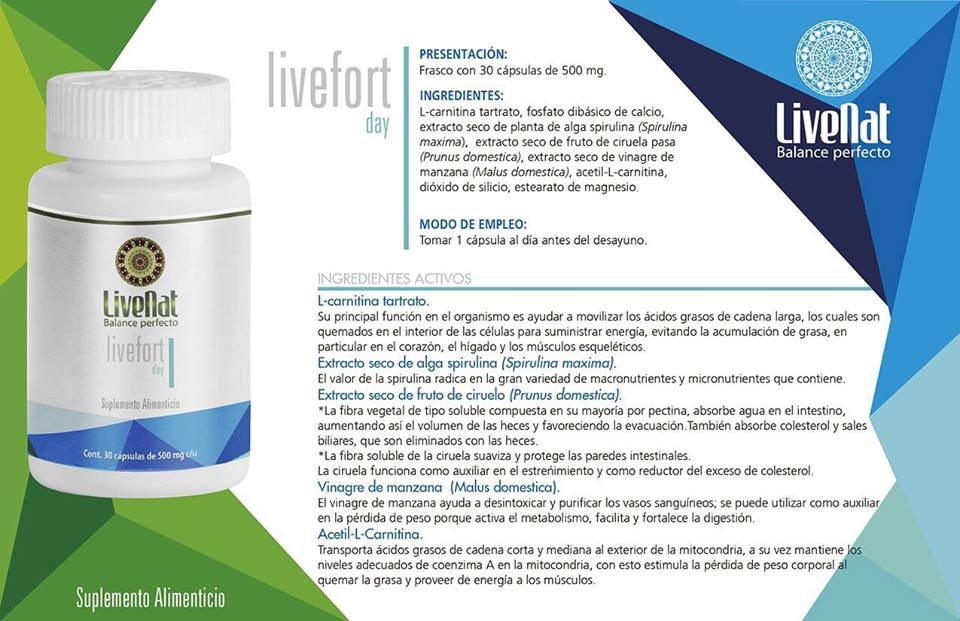 livefort
day
PRESENTACIÓN:
Frasco con 30 cápsulas de 500 mg.
INGREDIENTES:
L-carnitina tartrato, fosfato dibásico de calcio,
extracto seco de planta de alga spirulina (Spirulina
maxima), extracto seco de fruto de ciruela pasa
(Prunus domestica), extracto seco de vinagre de
manzana (Malus domestica), acetil-L-carnitina,
dióxido de silicio, estearato de magnesio.
MODO DE EMPLEO:
Tomar 1 cápsula al día antes del desayuno.
LiveNat
Balance perfecto
LiveNat
Balance perfecto
livefort
day
Suplemento Alimenticio
Cont. 30 cápsulas de 500 mg c/u
INGREDIENTES ACTIVOS
L-carnitina tartrato.
Su principal función en el organismo es ayudar a movilizar los ácidos grasos de cadena larga, los cuales son
quemados en el interior de las células para suministrar energía, evitando la acumulación de grasa, en
particular en el corazón, el hígado y los músculos esqueléticos.
Extracto seco de alga spirulina (Spirulina maxima).
El valor de la spirulina radica en la gran variedad de macronutrientes y micronutrientes que contiene.
Extracto seco de fruto de ciruelo (Prunus domestica).
*La fibra vegetal de tipo soluble compuesta en su mayoría por pectina, absorbe agua en el intestino,
aumentando así el volumen de las heces y favoreciendo la evacuación.También absorbe colesterol y sales
biliares, que son eliminados con las heces.
*La fibra soluble de la ciruela suaviza y protege las paredes intestinales.
La ciruela funciona como auxiliar en el estreñimiento y como reductor del exceso de colesterol.
Vinagre de manzana (Malus domestica).
El vinagre de manzana ayuda a desintoxicar y purificar los vasos sanguíneos; se puede utilizar como auxiliar
en la pérdida de peso porque activa el metabolismo, facilita y fortalece la digestión.
Acetil-L-Carnitina.
Transporta ácidos grasos de cadena corta y mediana al exterior de la mitocondria, a su vez mantiene los
niveles adecuados de coenzima A en la mitocondria, con esto estimula la pérdida de peso corporal al
quemar la grasa y proveer de energía a los músculos.
Suplemento Alimenticio